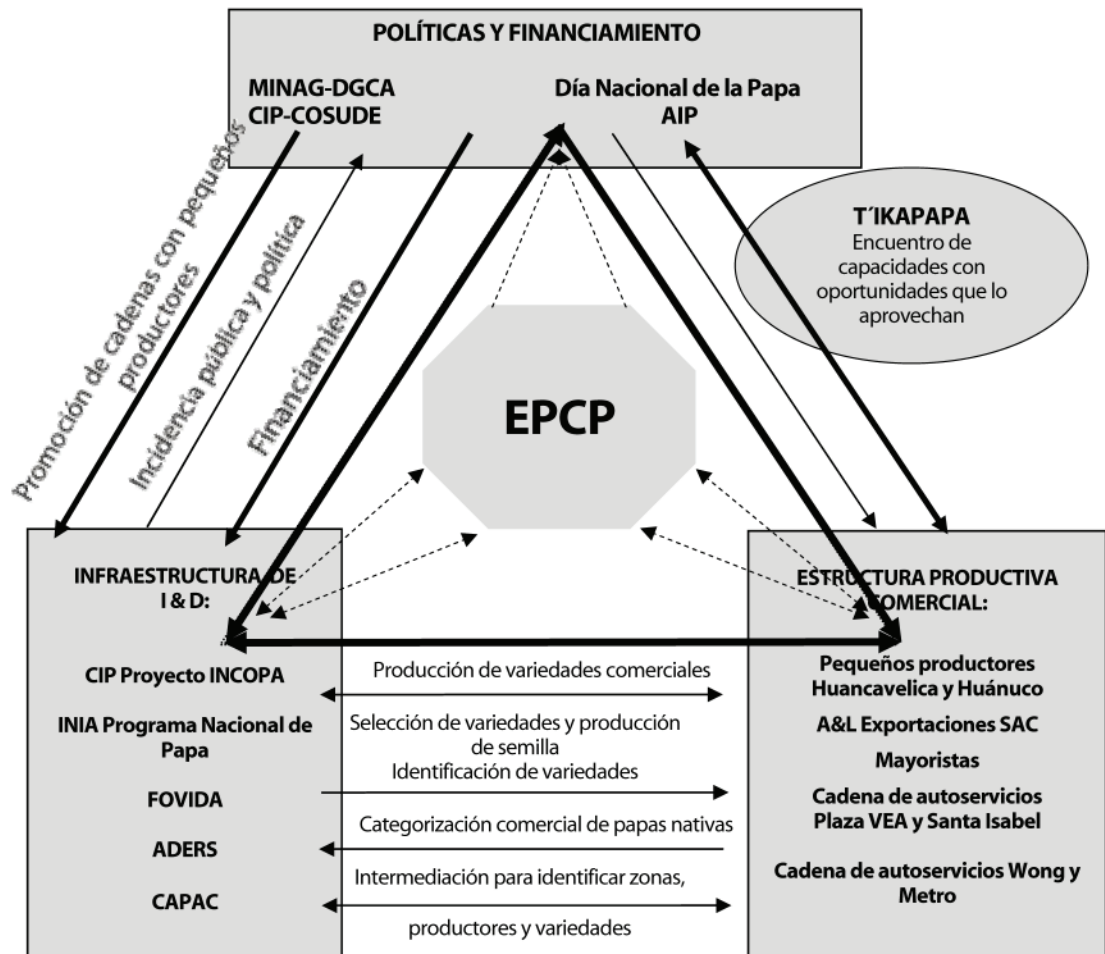 POLÍTICAS Y FINANCIAMIENTO
MINAG-DGCA
CIP-COSUDE
Día Nacional de la Papa
AIP
Promoción de cadenas con pequeños
productores
Incidencia pública y política
Financiamiento
T´IKAPAPA
Encuentro de
capacidades con
oportunidades que lo
aprovechan
EPCP
INFRAESTRUCTURA DE
I & D:
CIP Proyecto INCOPA
INIA Programa Nacional de
Papa
FOVIDA
ADERS
CAPAC
Producción de variedades comerciales
Selección de variedades y producción
de semilla
Identificación de variedades
Categorización comercial de papas nativas
Intermediación para identificar zonas,
productores y variedades
ESTRUCTURA PRODUCTIVA
COMERCIAL:
Pequeños productores
Huancavelica y Huánuco
A&L Exportaciones SAC
Mayoristas
Cadena de autoservicios
Plaza VEA y Santa Isabel
Cadena de autoservicios Wong y
Metro